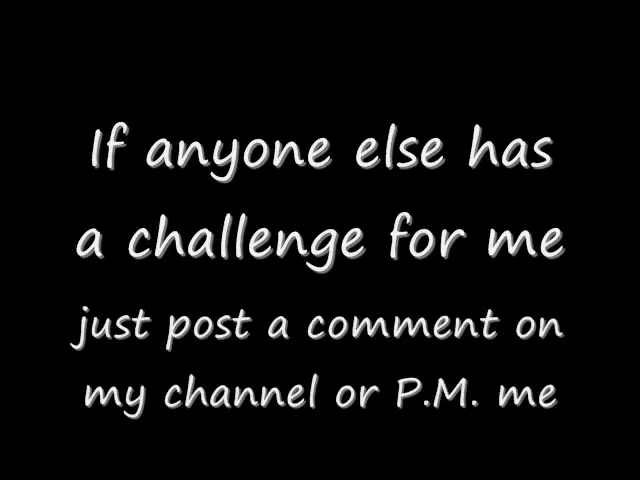 If anyone else has
a challenge for me
just post a comment on
my channel or P.M. me